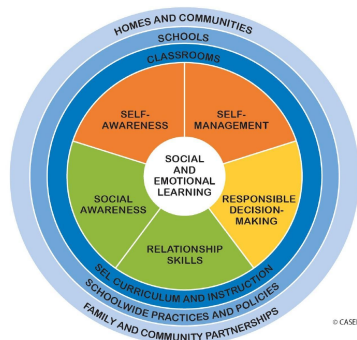 HOMES AND COMMUNITIES
SCHOOLS
CLASSROOMS
SELF-
AWARENESS
SELF-
MANAGEMENT
SOCIAL
AND
EMOTIONAL
LEARNING
SOCIAL
AWARENESS
RESPONSIBLE
DECISION-
MAKING
RELATIONSHIP
SKILLS
SEL CURRICULUM AND INSTRUCTION
SCHOOLWIDE PRACTICES AND POLICIES
FAMILY AND COMMUNITY PARTNERSHIPS
© CASEL